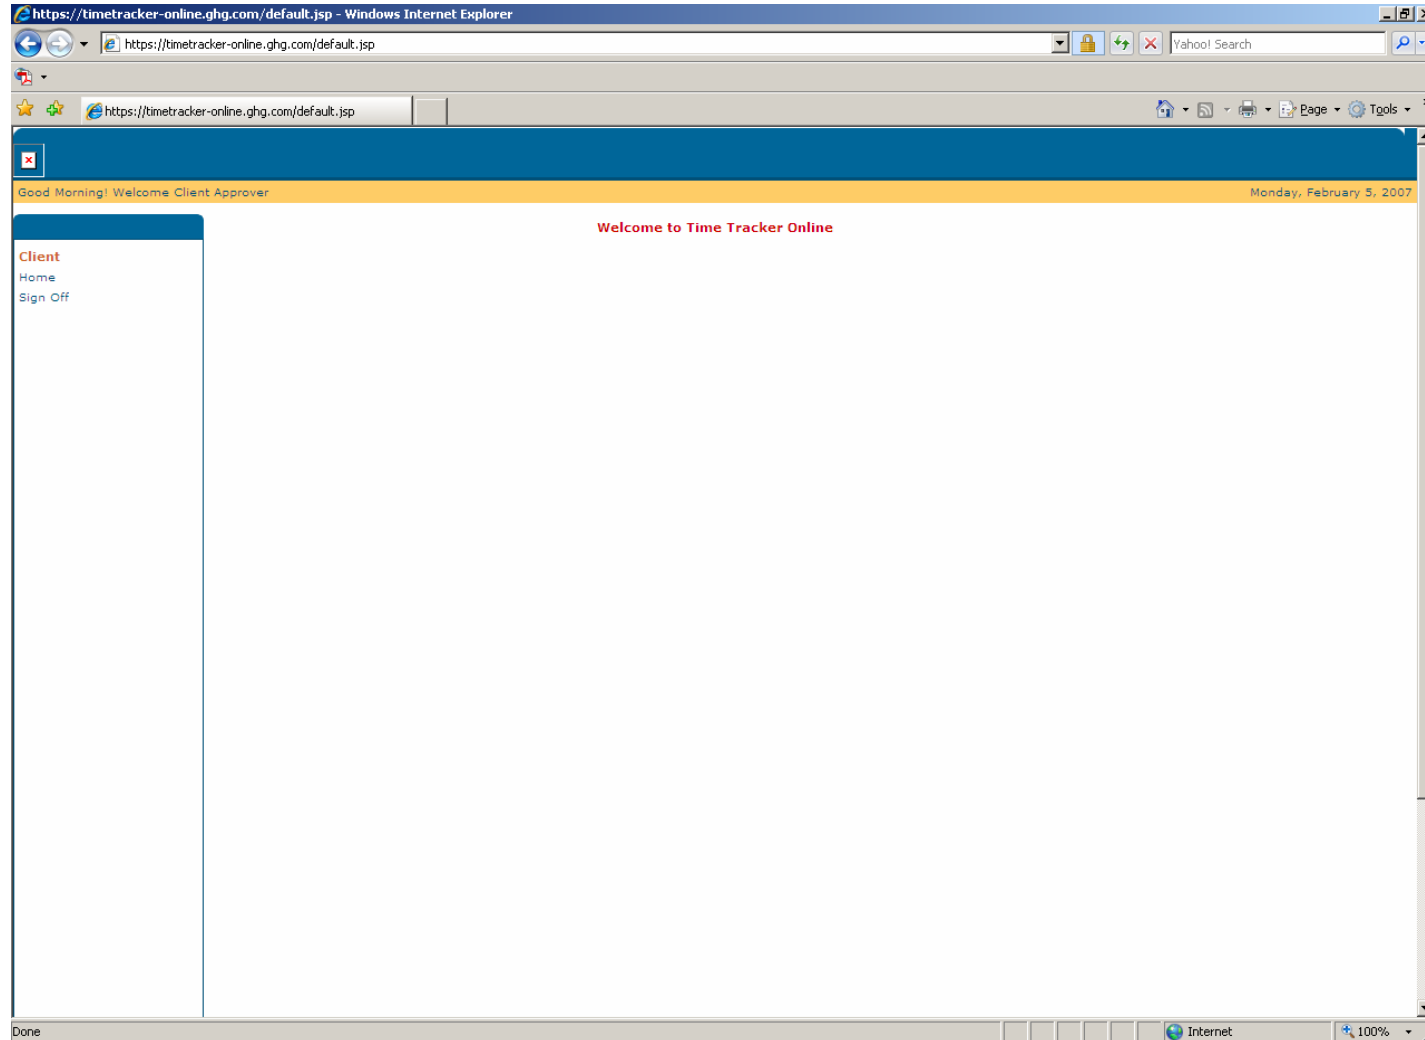 https://timetracker-online.ghg.com/default.jsp - Windows Internet Explorer
https://timetracker-online.ghg.com/default.jsp
Yahoo! Search
https://timetracker-online.ghg.com/default.jsp
Page
Tools
Good Morning! Welcome Client Approver
Monday, February 5, 2007
Welcome to Time Tracker Online
Client
Home
Sign Off
Done
Internet
100%